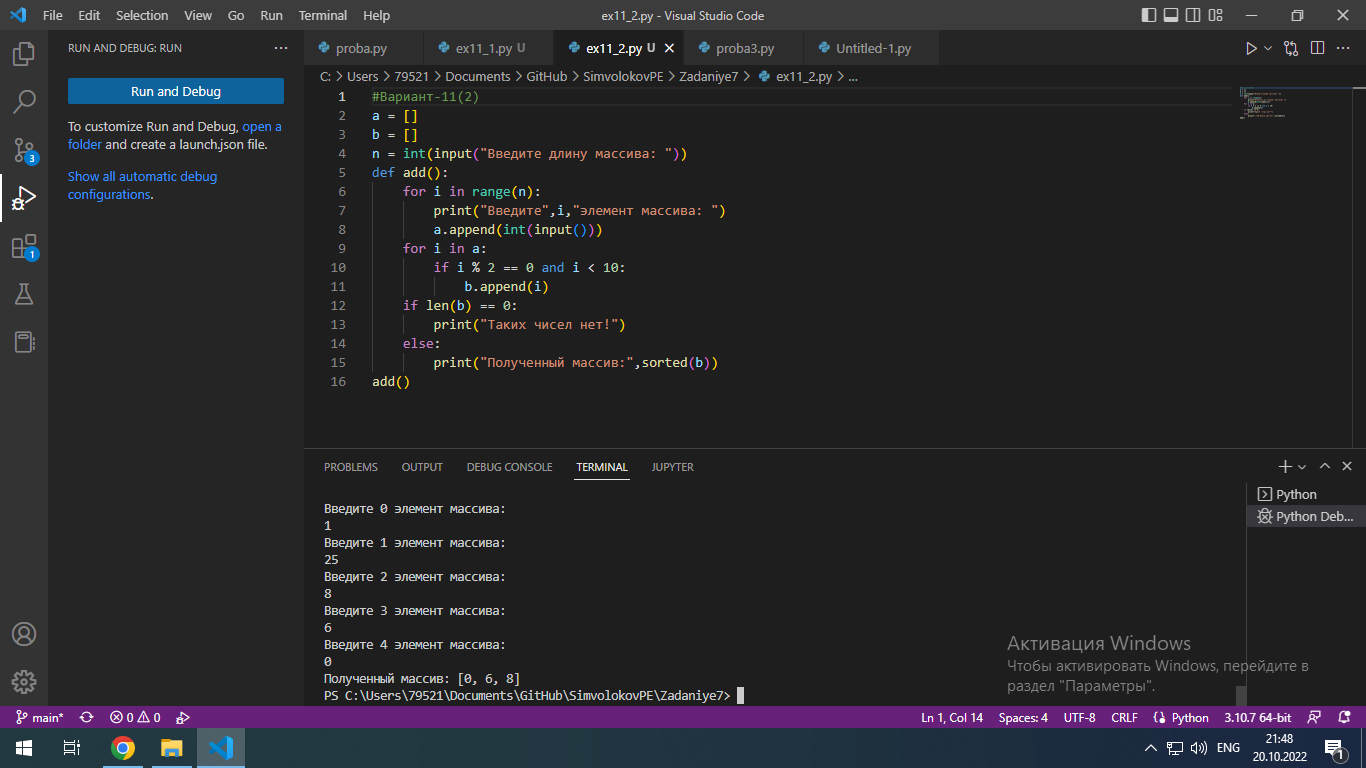 File Edit Selection View Go Run Terminal Help ex11_2.py - Visual Studio Code
RUN AND DEBUG: RUN ...
Run and Debug
To customize Run and Debug, open a
folder and create a launch.json file.
Show all automatic debug
configurations.
3
1
proba.py ex11_1.py U ex11_2.py U proba3.py Untitled-1.py
C: > Users > 79521 > Documents > GitHub > SimvolokovPE > Zadaniye7 > ex11_2.py > ...
1 #Вариант-11(2)
2 a = []
3 b = []
4 n = int(input("Введите длину массива: "))
5 def add():
6 for i in range(n):
7 print("Введите",i,"элемент массива: ")
8 a.append(int(input()))
9 for i in a:
10 if i % 2 == 0 and i < 10:
11 b.append(i)
12 if len(b) == 0:
13 print("Таких чисел нет!")
14 else:
15 print("Полученный массив:",sorted(b))
16 add()
PROBLEMS OUTPUT DEBUG CONSOLE TERMINAL JUPYTER
Введите 0 элемент массива:
1
Введите 1 элемент массива:
25
Введите 2 элемент массива:
8
Введите 3 элемент массива:
6
Введите 4 элемент массива:
0
Полученный массив: [0, 6, 8]
PS C:\Users\79521\Documents\GitHub\SimvolokovPE\Zadaniye7>
Python
Python Deb...
Активация Windows
Чтобы активировать Windows, перейдите в
раздел "Параметры".
main* 0 0 Ln 1, Col 14 Spaces: 4 UTF-8 CRLF Python 3.10.7 64-bit
ENG
21:48
20.10.2022
1